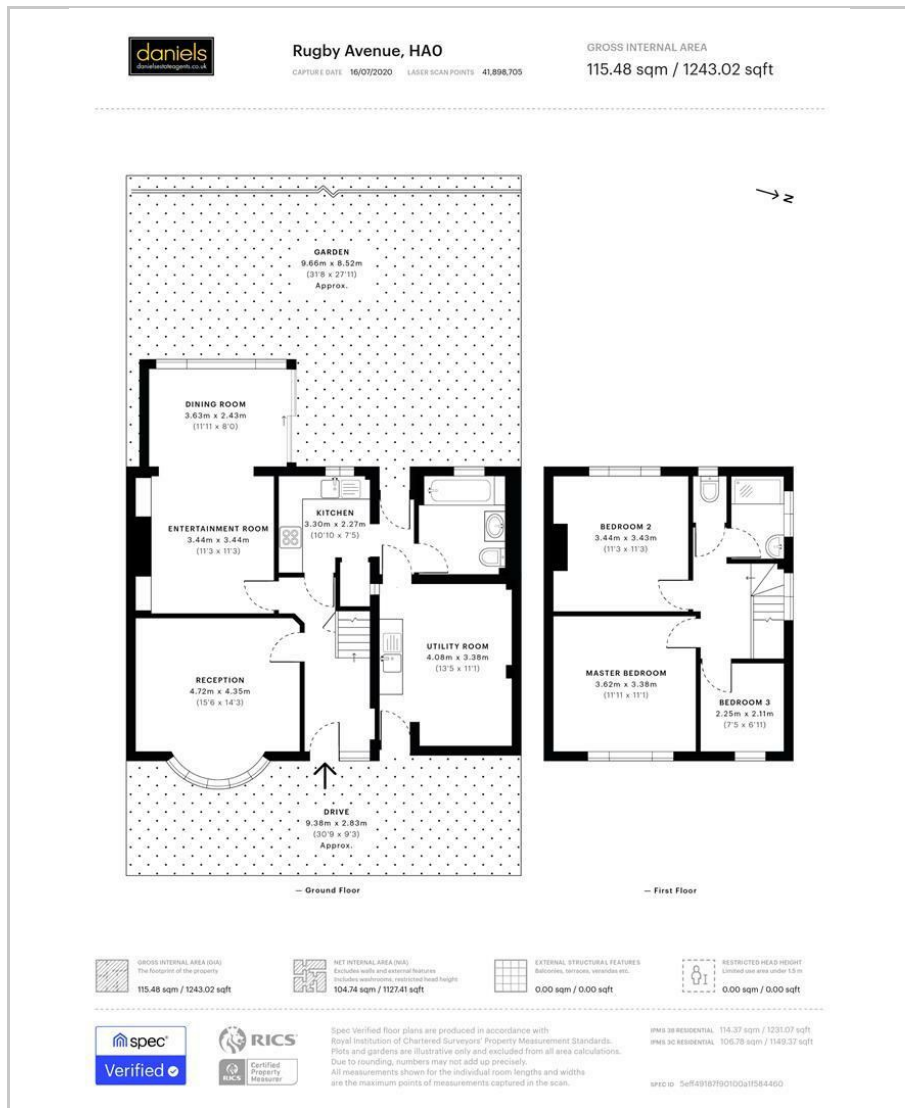 daniels
danielsestateagents.co.uk
Rugby Avenue, HA0
CAPTURE DATE 16/07/2020 LASER SCAN POINTS 41,898,705
GROSS INTERNAL AREA
115.48 sqm / 1243.02 sqft
N
GARDEN
9.66m x 8.52m
(31'8 x 27'11)
Approx.
DINING ROOM
3.63m x 2.43m
(11'11 x 8'0)
KITCHEN
3.30m x 2.27m
(10'10 x 7'5)
ENTERTAINMENT ROOM
3.44m x 3.44m
(11'3 x 11'3)
BEDROOM 2
3.44m x 3.43m
(11'3 x 11'3)
UTILITY ROOM
4.08m x 3.38m
(13'5 x 11'1)
RECEPTION
4.72m x 4.35m
(15'6 x 14'3)
MASTER BEDROOM
3.62m x 3.38m
(11'11 x 11'1)
BEDROOM 3
2.25m x 2.11m
(7'5 x 6'11)
DRIVE
9.38m x 2.83m
(30'9 x 9'3)
Approx.
— Ground Floor
— First Floor
GROSS INTERNAL AREA (GIA)
The footprint of the property
115.48 sqm / 1243.02 sqft
NET INTERNAL AREA (NIA)
Excludes walls and external features
Includes washrooms, restricted head height
104.74 sqm / 1127.41 sqft
EXTERNAL STRUCTURAL FEATURES
Balconies, terraces, verandas etc.
0.00 sqm / 0.00 sqft
RESTRICTED HEAD HEIGHT
Limited use area under 1.5 m
0.00 sqm / 0.00 sqft
spec
Verified
RICS
RICS
Certified
Property
Measurer
Spec Verified floor plans are produced in accordance with
Royal Institution of Chartered Surveyors' Property Measurement Standards.
Plots and gardens are illustrative only and excluded from all area calculations.
Due to rounding, numbers may not add up precisely.
All measurements shown for the individual room lengths and widths
are the maximum points of measurements captured in the scan.
IPMS 3B RESIDENTIAL 114.37 sqm / 1231.07 sqft
IPMS 3C RESIDENTIAL 106.78 sqm / 1149.37 sqft
SPEC ID